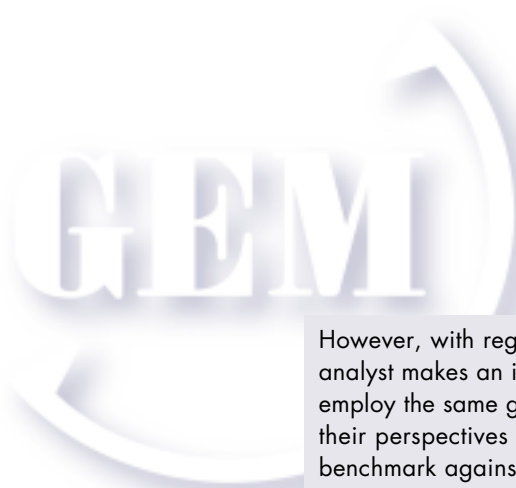 GEM
However, with reg
analyst makes an i
employ the same g
their perspectives
benchmark agains